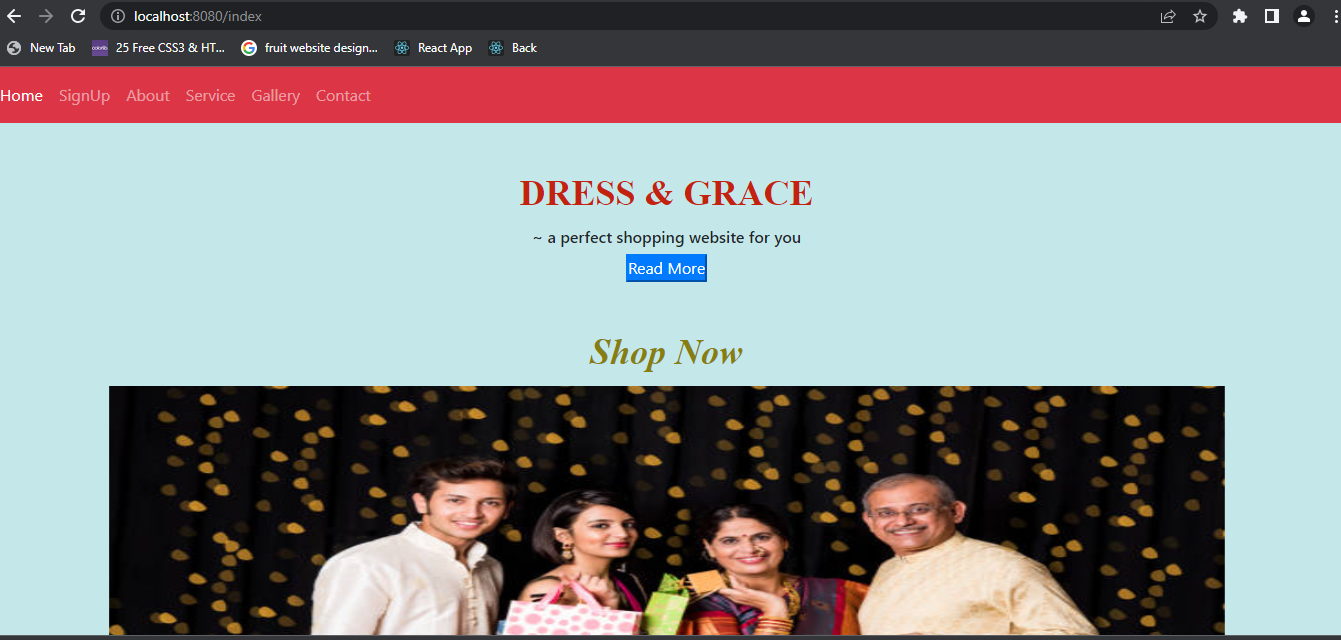 localhost:8080/index
New Tab 25 Free CSS3 & HT... fruit website design... React App Back
Home SignUp About Service Gallery Contact
DRESS & GRACE
~ a perfect shopping website for you
Read More
Shop Now